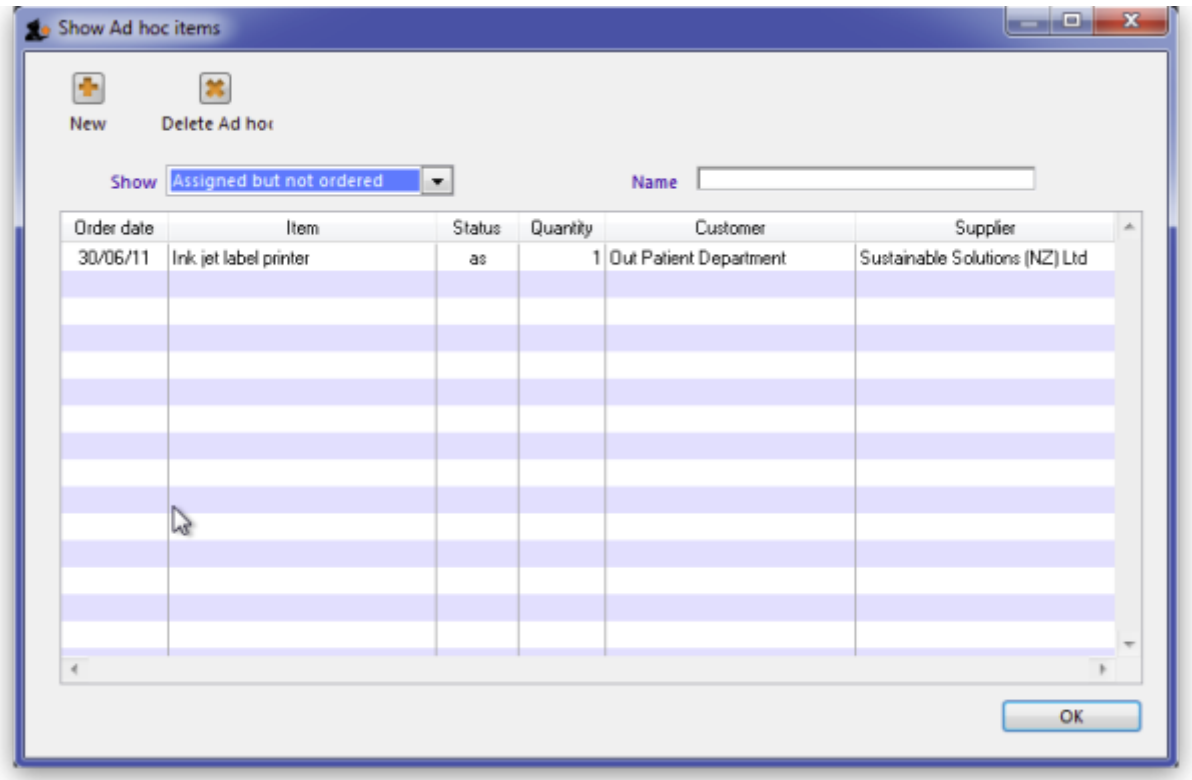 Show Ad hoc items
New Delete Ad hoc
Show Assigned but not ordered Name
Order date Item Status Quantity Customer Supplier
30/06/11 Ink jet label printer as 1 Out Patient Department Sustainable Solutions (NZ) Ltd
OK